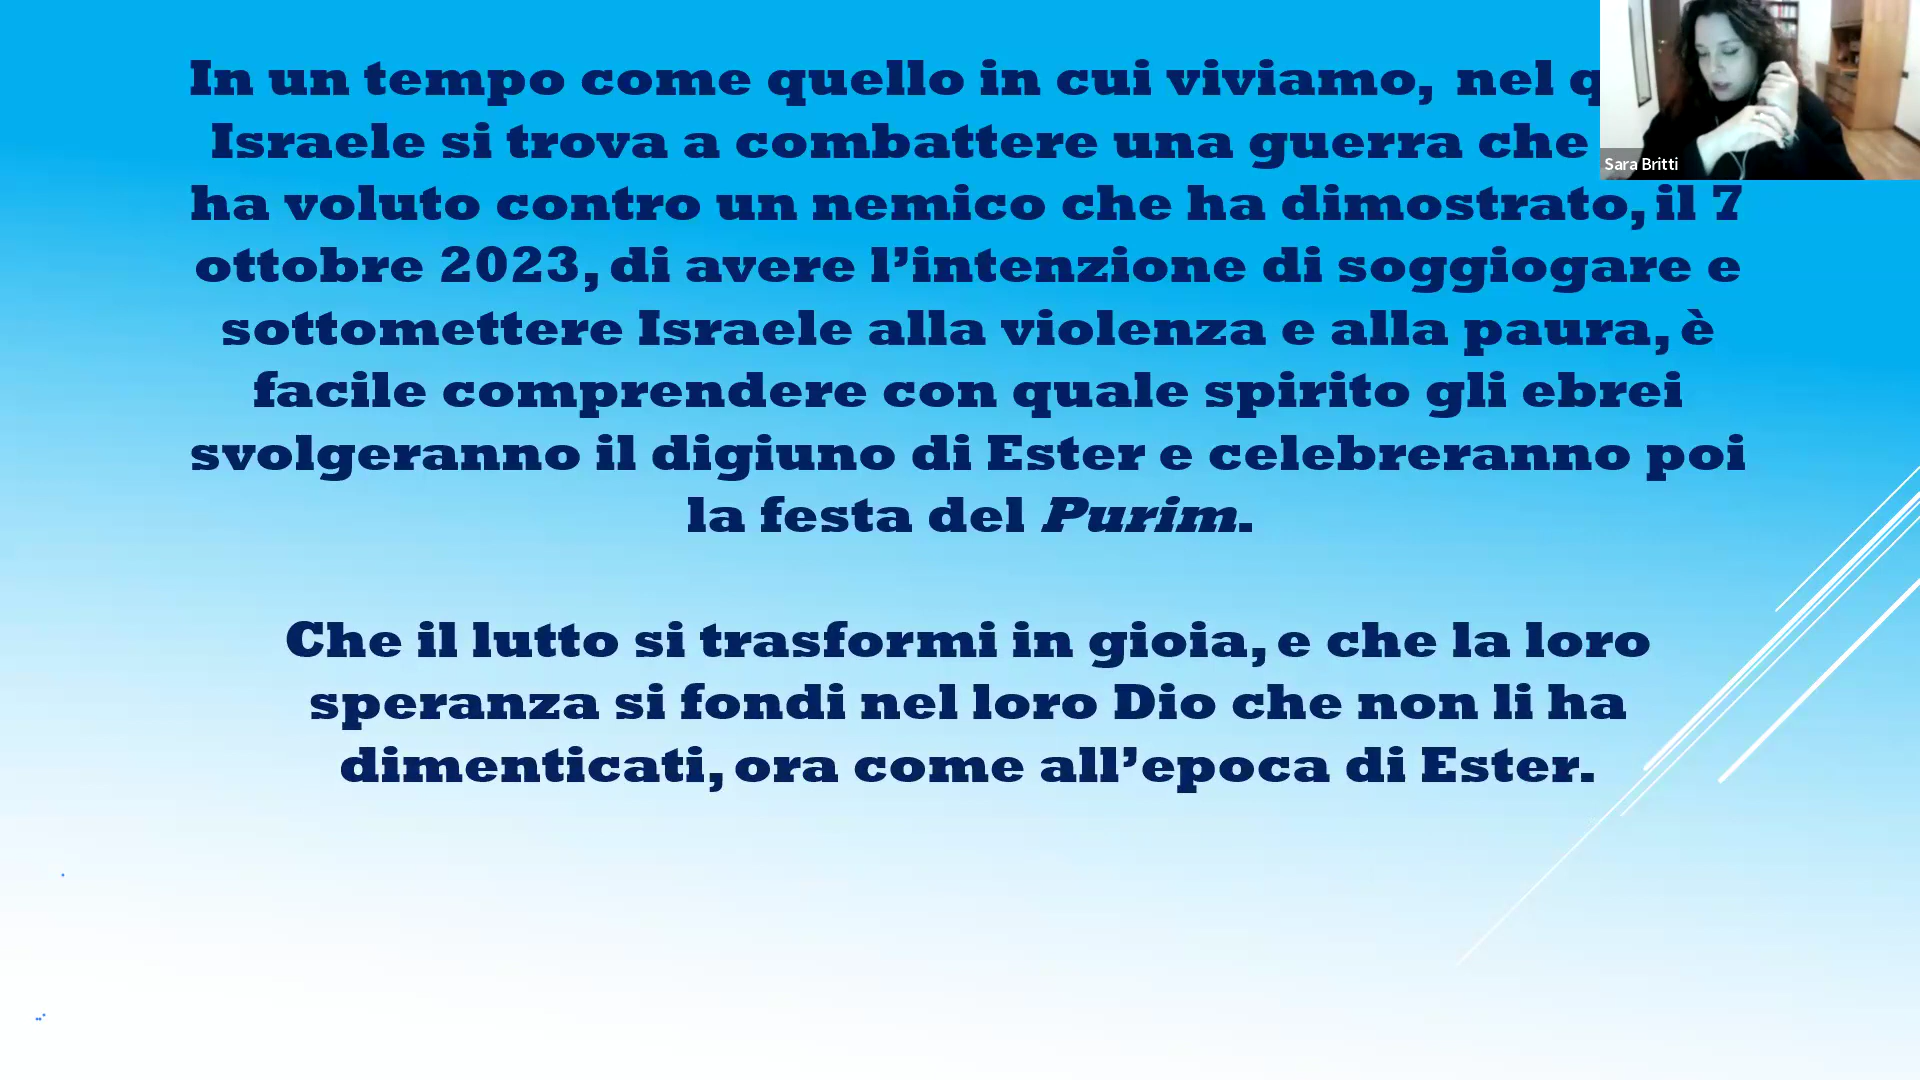 In un tempo come quello in cui viviamo, nel
Israele si trova a combattere una guerra che
ha voluto contro un nemico che ha dimostrato, il 7
ottobre 2023, di avere l’intenzione di soggiogare e
sottomettere Israele alla violenza e alla paura, è
facile comprendere con quale spirito gli ebrei
svolgeranno il digiuno di Ester e celebreranno poi
la festa del Purim.
Che il lutto si trasformi in gioia, e che la loro
speranza si fondi nel loro Dio che non li ha
dimenticati, ora come all’epoca di Ester.
Sara Britti